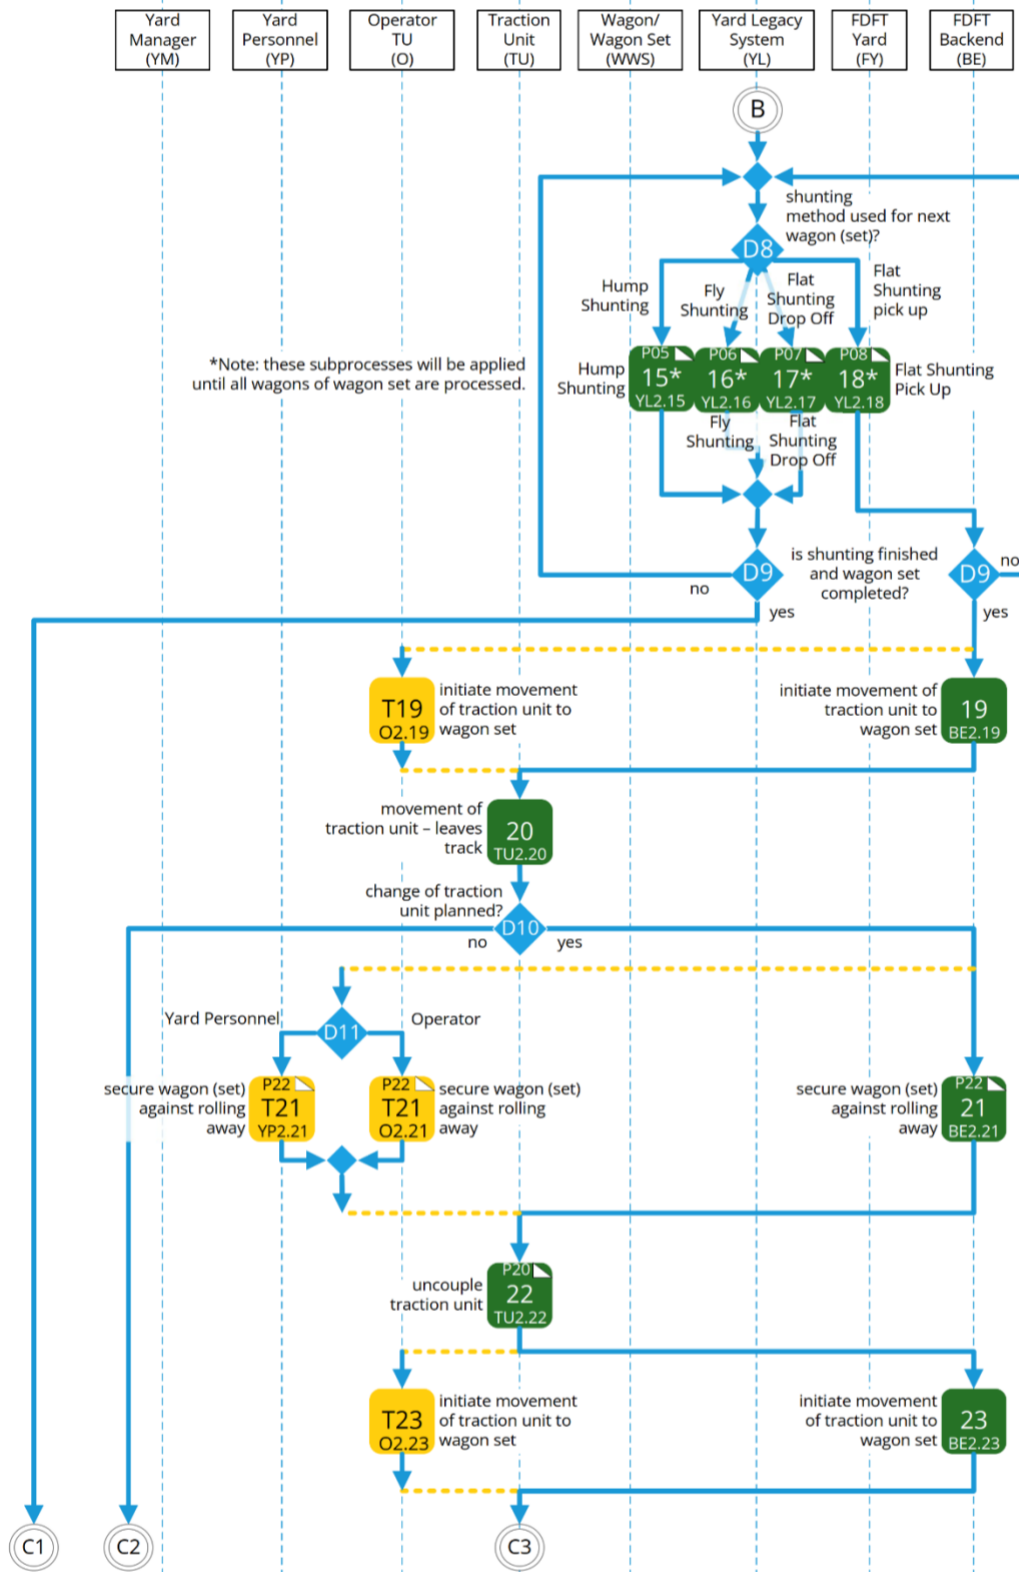 Yard
Manager
(YM)
Yard
Personnel
(YP)
Operator
TU
(O)
Traction
Unit
(TU)
Wagon/
Wagon Set
(WWS)
Yard Legacy
System
(YL)
FDFT
Yard
(FY)
FDFT
Backend
(BE)
B
shunting
method used for next
wagon (set)?
D8
Hump
Shunting
Fly
Shunting
Flat
Shunting
Drop Off
Flat
Shunting
pick up
*Note: these subprocesses will be applied
until all wagons of wagon set are processed.
Hump
Shunting
P05
15*
YL2.15
P06
16*
YL2.16
P07
17*
YL2.17
P08
18*
YL2.18
Flat Shunting
Pick Up
Fly
Shunting
Flat
Shunting
Drop Off
D9
is shunting finished
and wagon set
completed?
D9
no
no
yes
yes
T19
O2.19
initiate movement
of traction unit to
wagon set
initiate movement of
traction unit to
wagon set
19
BE2.19
movement of
traction unit – leaves
track
20
TU2.20
change of traction
unit planned?
D10
no
yes
Yard Personnel
D11
Operator
secure wagon (set)
against rolling
away
P22
T21
YP2.21
P22
T21
O2.21
secure wagon (set)
against rolling
away
secure wagon (set)
against rolling
away
P22
21
BE2.21
uncouple
traction unit
P20
22
TU2.22
T23
O2.23
initiate movement
of traction unit to
wagon set
initiate movement
of traction unit to
wagon set
23
BE2.23
C1
C2
C3